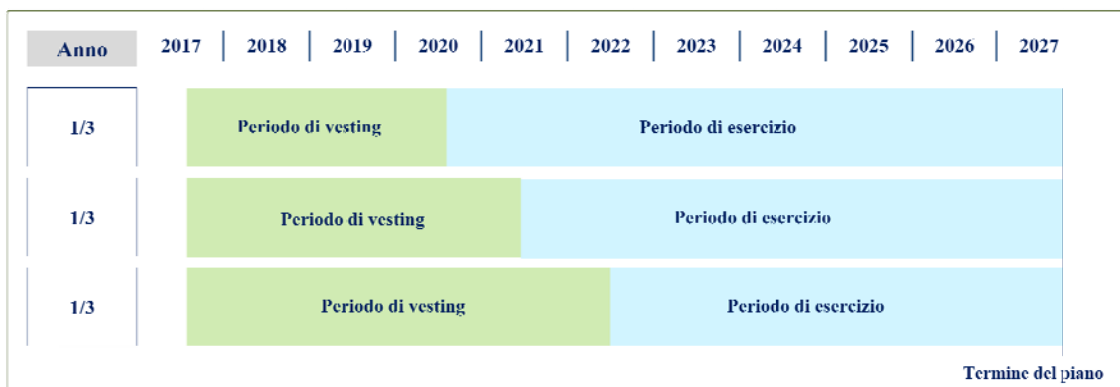 Anno 2017 2018 2019 2020 2021 2022 2023 2024 2025 2026 2027
1/3 Periodo di vesting Periodo di esercizio
1/3 Periodo di vesting Periodo di esercizio
1/3 Periodo di vesting Periodo di esercizio
Termine del piano